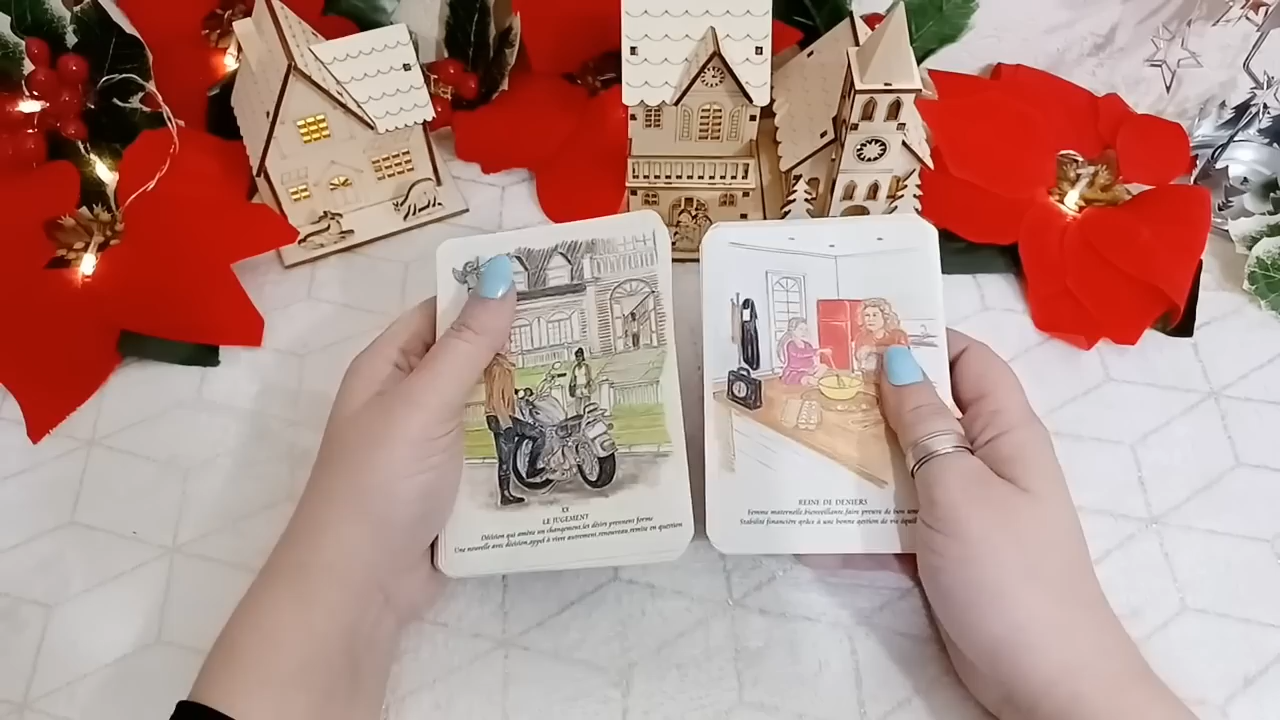 XX
LE JUGEMENT
Décision qui amène un changement,les désirs prennent forme
Une nouvelle avec décision,appel à vivre autrement,renouveau,remise en question
REINE DE DENIERS
Femme maternelle,bienveillante,faire preuve de bon
Stabilité financière grâce à une bonne gestion de vie